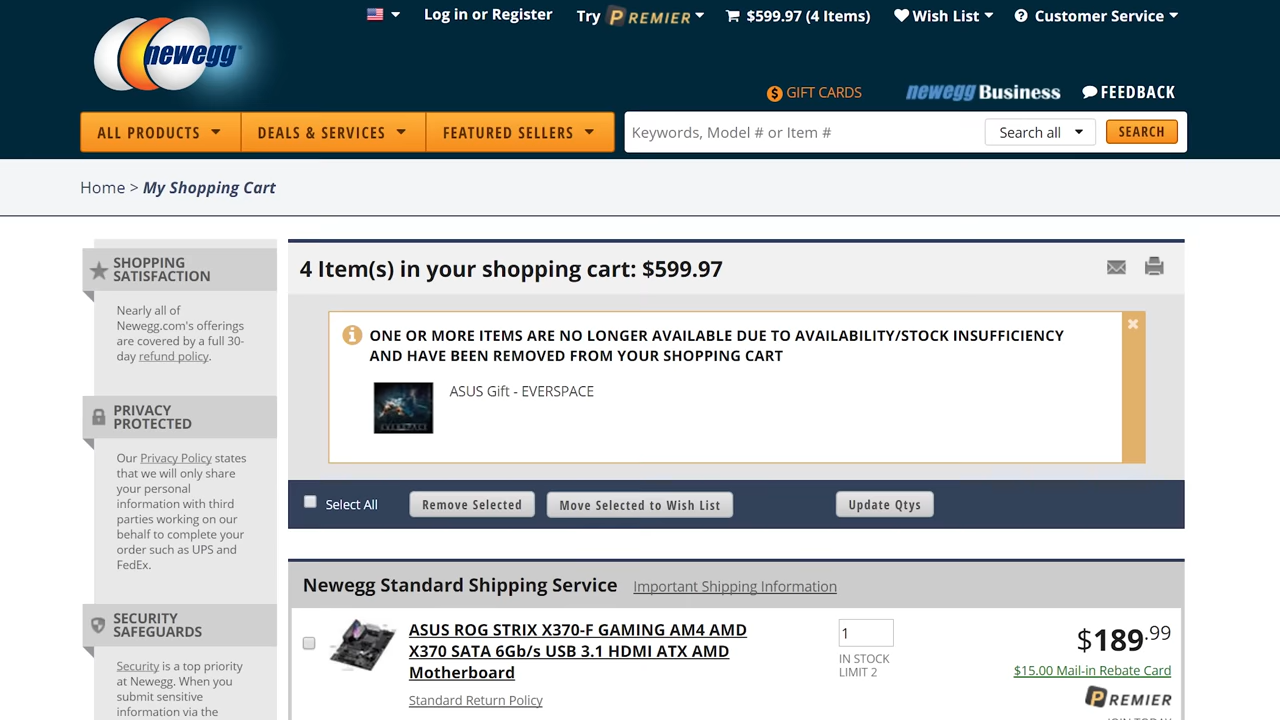 Log in or Register
Try PREMIER
$599.97 (4 Items)
Wish List
Customer Service
newegg
GIFT CARDS
newegg Business
FEEDBACK
ALL PRODUCTS
DEALS & SERVICES
FEATURED SELLERS
Keywords, Model # or Item #
Search all
SEARCH
Home > My Shopping Cart
SHOPPING
SATISFACTION
Nearly all of
Newegg.com's offerings
are covered by a full 30-
day refund policy.
PRIVACY
PROTECTED
Our Privacy Policy states
that we will only share
your personal
information with third
parties working on our
behalf to complete your
order such as UPS and
FedEx.
SECURITY
SAFEGUARDS
Security is a top priority
at Newegg. When you
submit sensitive
information via the
4 Item(s) in your shopping cart: $599.97
ONE OR MORE ITEMS ARE NO LONGER AVAILABLE DUE TO AVAILABILITY/STOCK INSUFFICIENCY
AND HAVE BEEN REMOVED FROM YOUR SHOPPING CART
ASUS Gift - EVERSPACE
Select All
Remove Selected
Move Selected to Wish List
Update Qtys
Newegg Standard Shipping Service
Important Shipping Information
ASUS ROG STRIX X370-F GAMING AM4 AMD
X370 SATA 6Gb/s USB 3.1 HDMI ATX AMD
Motherboard
Standard Return Policy
1
IN STOCK
LIMIT 2
$189.99
$15.00 Mail-in Rebate Card
PREMIER
JOIN TODAY